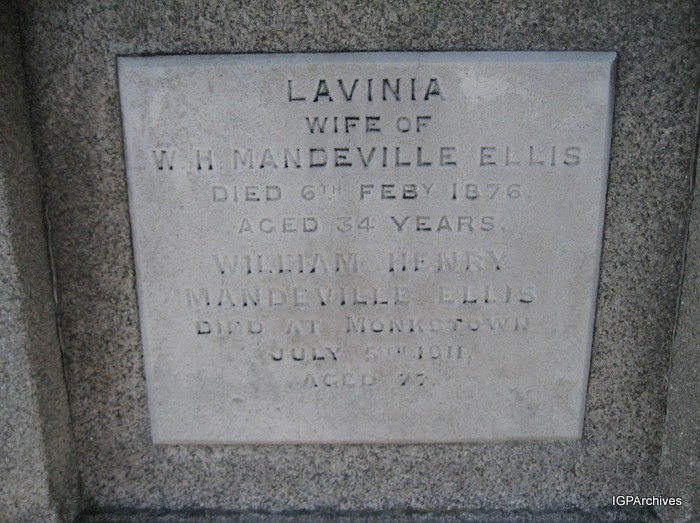 LAVINIA
WIFE OF
W. H. MANDEVILLE ELLIS
DIED 6TH FEBY 1876,
AGED 34 YEARS.
WILLIAM HENRY
MANDEVILLE ELLIS
DIED AT MONKSTOWN
JULY 5TH 1911,
AGED 77.
IGPArchives